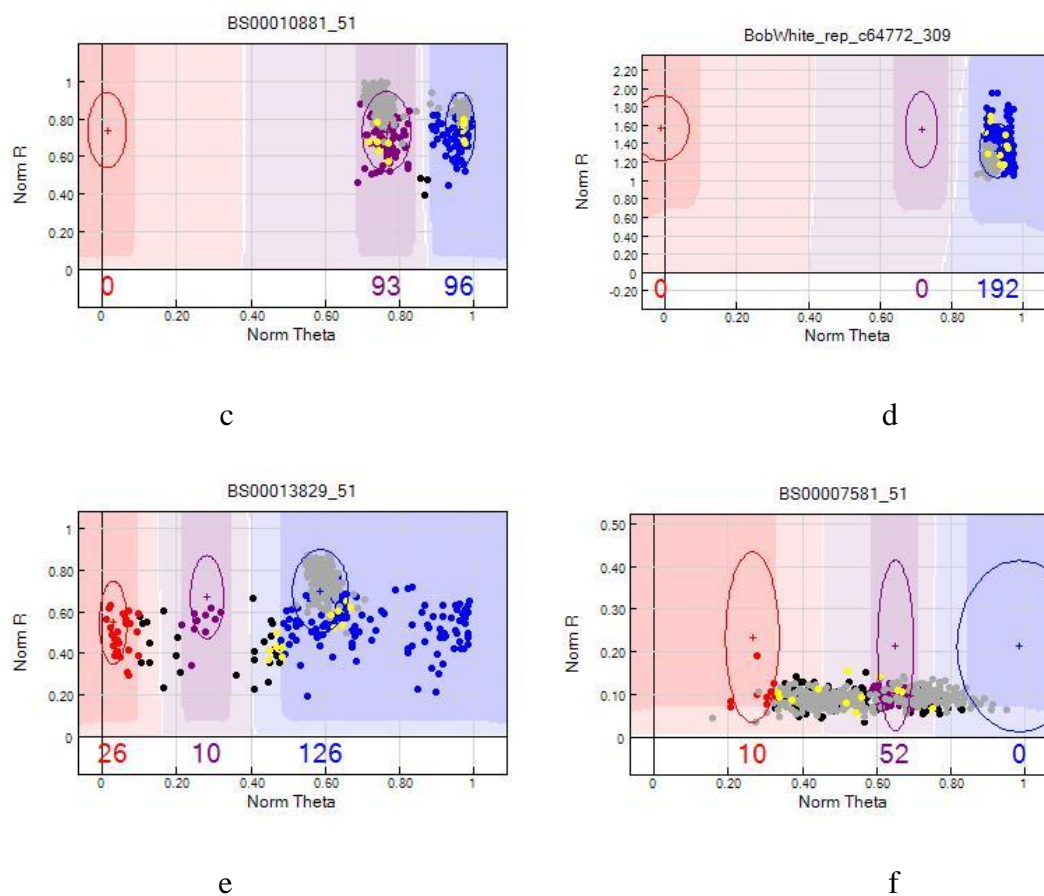 BS00010881_51
Norm R
1
0.80
0.60
0.40
0.20
0
0 93 96
0 0.20 0.40 0.60 0.80 1
Norm Theta
c
BobWhite_rep_c64772_309
Norm R
2.20
2.00
1.80
1.60
1.40
1.20
1
0.80
0.60
0.40
0.20
0
-0.20
0 0 192
0 0.20 0.40 0.60 0.80 1
Norm Theta
d
BS00013829_51
Norm R
1
0.80
0.60
0.40
0.20
0
26 10 126
0 0.20 0.40 0.60 0.80 1
Norm Theta
e
BS00007581_51
Norm R
0.50
0.40
0.30
0.20
0.10
0
10 52 0
0 0.20 0.40 0.60 0.80 1
Norm Theta
f